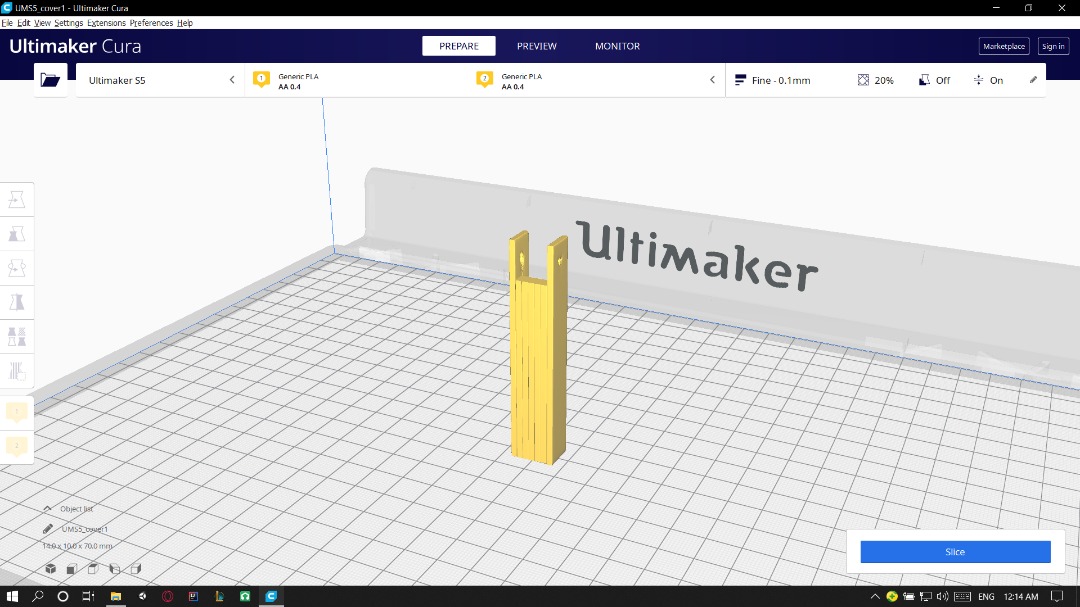 UMS5_cover1 - Ultimaker Cura
File Edit View Settings Extensions Preferences Help
Ultimaker Cura
PREPARE
PREVIEW
MONITOR
Marketplace
Sign in
Ultimaker S5
1
Generic PLA
AA 0.4
2
Generic PLA
AA 0.4
Fine - 0.1mm
20%
Off
On
Ultimaker
Object list
UMS5_cover1
14.0 x 10.0 x 70.0 mm
Slice
ENG
12:14 AM